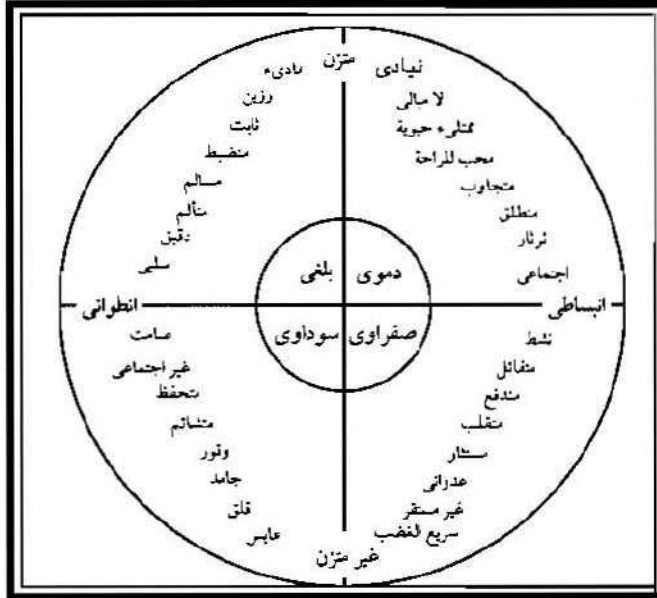 قيادى
متزن
هادىء
لا مبالى
ممتلىء حيوية
محب للراحة
متجاوب
منطلق
ثرثار
اجتماعى
رزين
ثابت
منضبط
مسالم
متألم
دقيق
سلبى
دموى
بلغى
انبساطى
انطوائى
صفراوى
سوداوى
نشط
متفائل
مندفع
متقلب
مستثار
عدوانى
غير مستقر
سريع الغضب
صامت
غير اجتماعى
متحفظ
متشائم
وقور
جامد
قلق
عابس
غير متزن